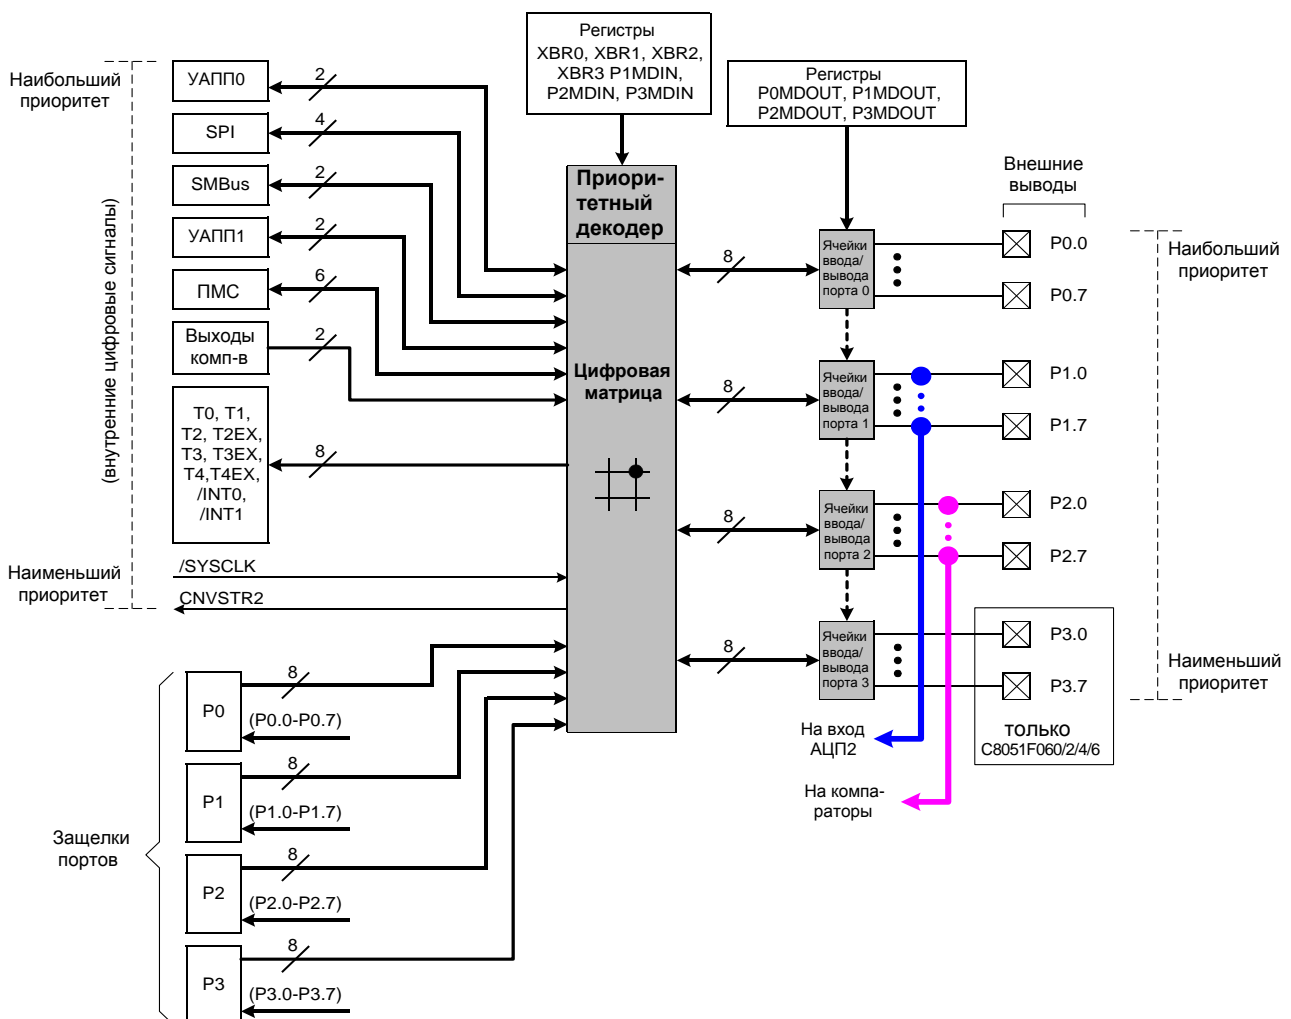 Регистры
XBR0, XBR1, XBR2,
XBR3 P1MDIN,
P2MDIN, P3MDIN
Регистры
P0MDOUT, P1MDOUT,
P2MDOUT, P3MDOUT
Наибольший
приоритет
(внутренние цифровые сигналы)
Наименьший
приоритет
УАПП0
2
SPI
4
SMBus
2
УАПП1
2
ПМС
6
Выходы
комп-в
2
T0, T1,
T2, T2EX,
T3, T3EX,
T4,T4EX,
/INT0,
/INT1
8
/SYSCLK
CNVSTR2
Приори-
тетный
декодер
Цифровая
матрица
8
8
8
8
Ячейки
ввода/
вывода
порта 0
Ячейки
ввода/
вывода
порта 1
Ячейки
ввода/
вывода
порта 2
Ячейки
ввода/
вывода
порта 3
Внешние
выводы
P0.0
P0.7
P1.0
P1.7
P2.0
P2.7
P3.0
P3.7
ТОЛЬКО
C8051F060/2/4/6
Наибольший
приоритет
Наименьший
приоритет
На вход
АЦП2
На компа-
раторы
Защелки
портов
P0
8
(P0.0-P0.7)
P1
8
(P1.0-P1.7)
P2
8
(P2.0-P2.7)
P3
8
(P3.0-P3.7)